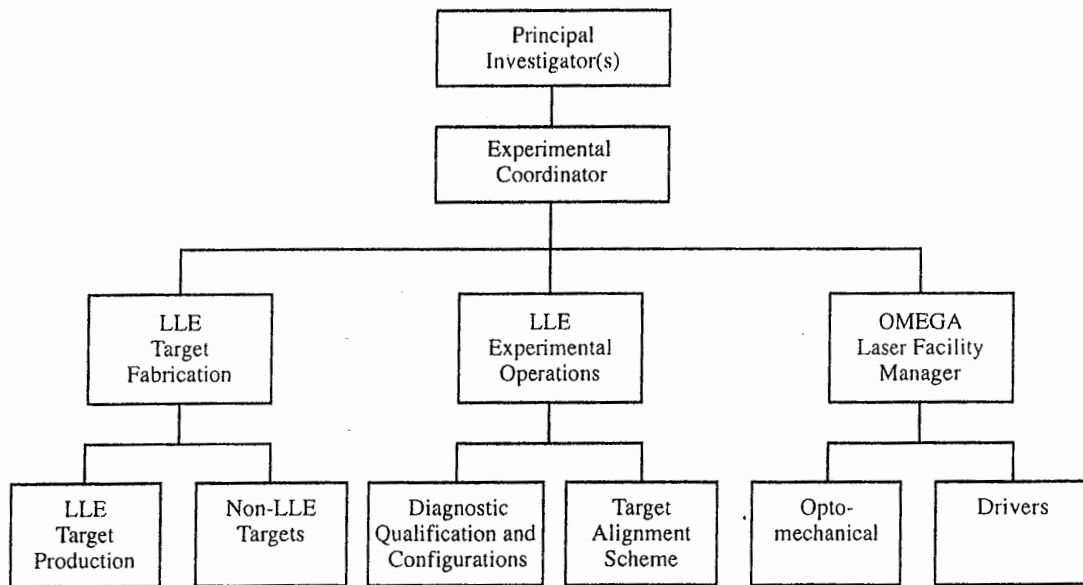 Principal
Investigator(s)
Experimental
Coordinator
LLE
Target
Fabrication
LLE
Experimental
Operations
OMEGA
Laser Facility
Manager
LLE
Target
Production
Non-LLE
Targets
Diagnostic
Qualification and
Configurations
Target
Alignment
Scheme
Opto-
mechanical
Drivers